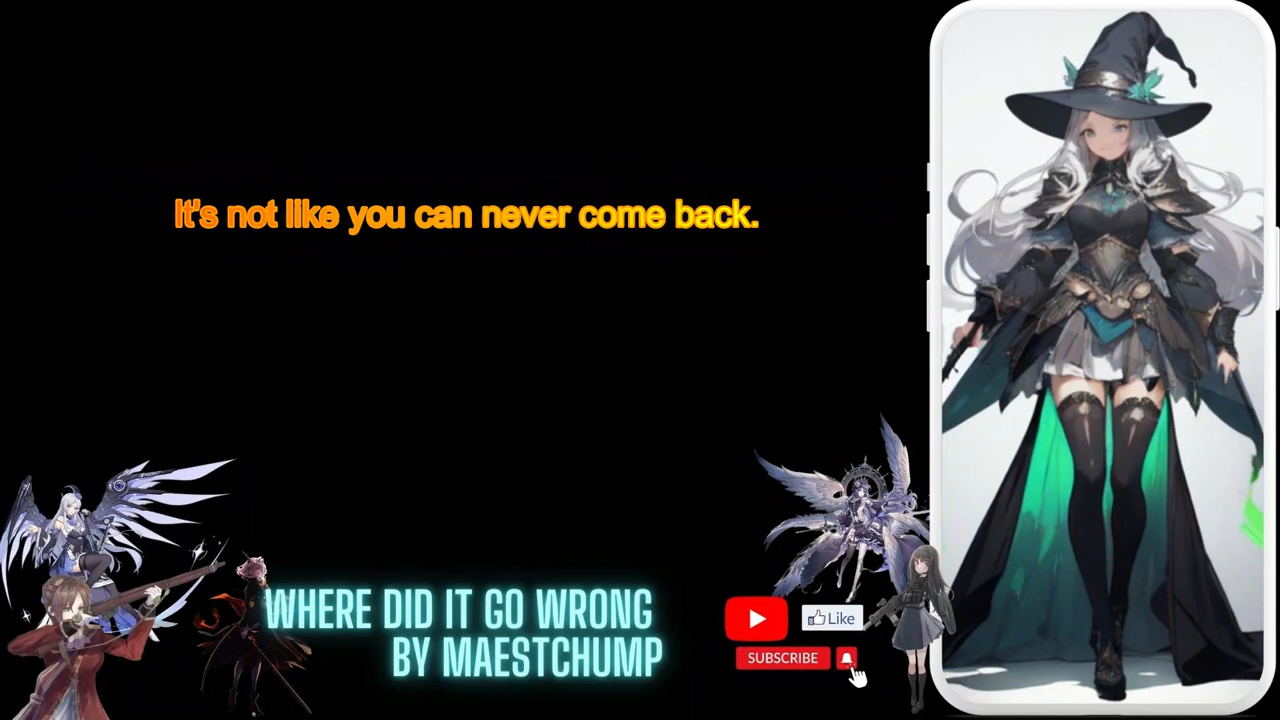 It's not like you can never come back.
WHERE DID IT GO WRONG
BY MAESTCHUMP
Like
SUBSCRIBE